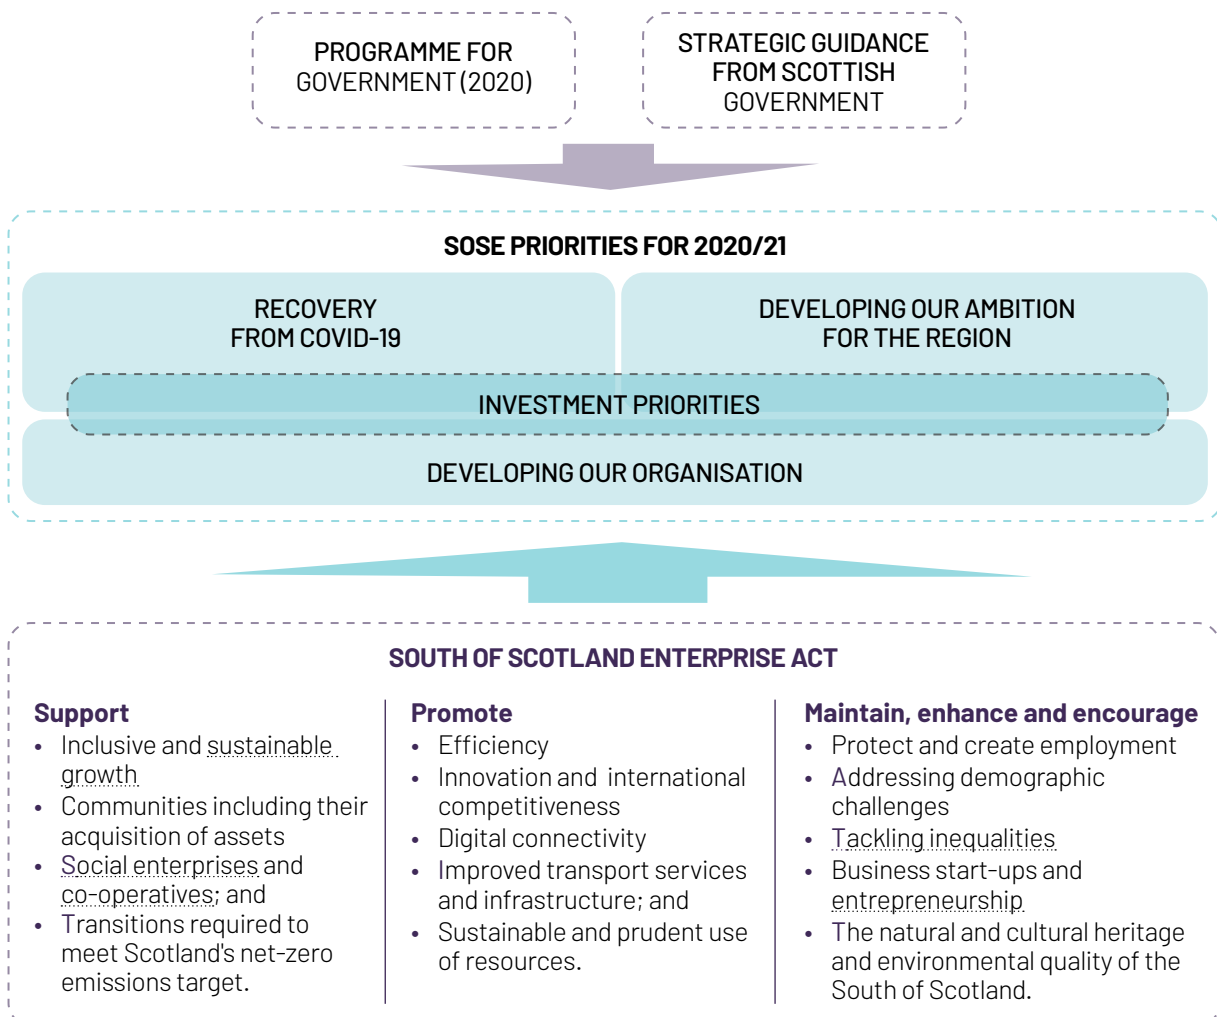 PROGRAMME FOR
GOVERNMENT (2020)
STRATEGIC GUIDANCE
FROM SCOTTISH
GOVERNMENT
SOSE PRIORITIES FOR 2020/21
RECOVERY
FROM COVID-19
DEVELOPING OUR AMBITION
FOR THE REGION
INVESTMENT PRIORITIES
DEVELOPING OUR ORGANISATION
SOUTH OF SCOTLAND ENTERPRISE ACT
Support
• Inclusive and sustainable
growth
• Communities including their
acquisition of assets
• Social enterprises and
co-operatives; and
• Transitions required to
meet Scotland's net-zero
emissions target.
Promote
• Efficiency
• Innovation and international
competitiveness
• Digital connectivity
• Improved transport services
and infrastructure; and
• Sustainable and prudent use
of resources.
Maintain, enhance and encourage
• Protect and create employment
• Addressing demographic
challenges
• Tackling inequalities
• Business start-ups and
entrepreneurship
• The natural and cultural heritage
and environmental quality of the
South of Scotland.